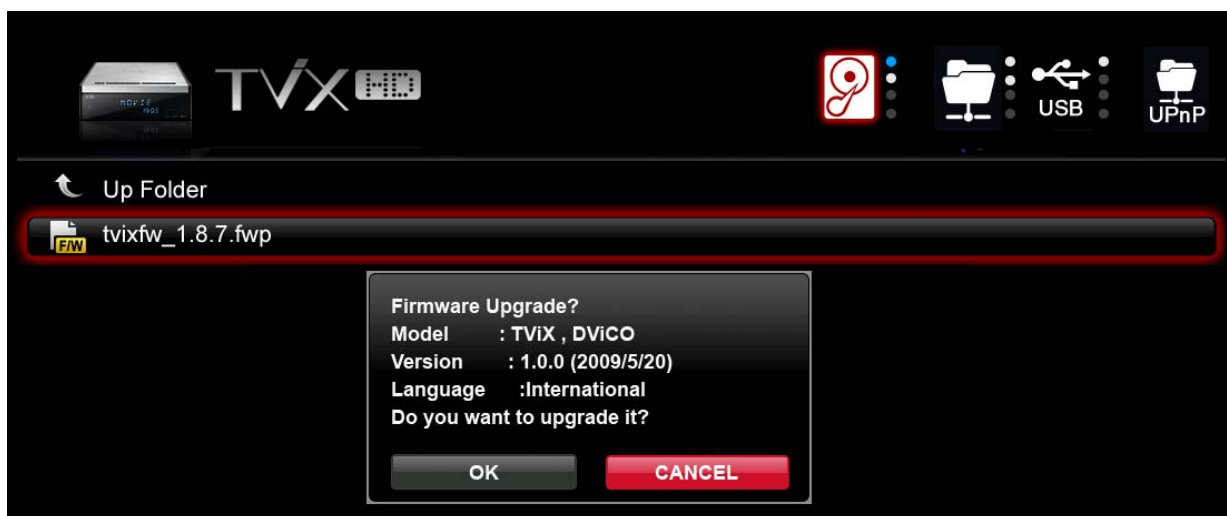 TViX HD
USB
UPnP
Up Folder
F/W
tvixfw_1.8.7.fwp
Firmware Upgrade?
Model : TViX , DViCO
Version : 1.0.0 (2009/5/20)
Language :International
Do you want to upgrade it?
OK
CANCEL